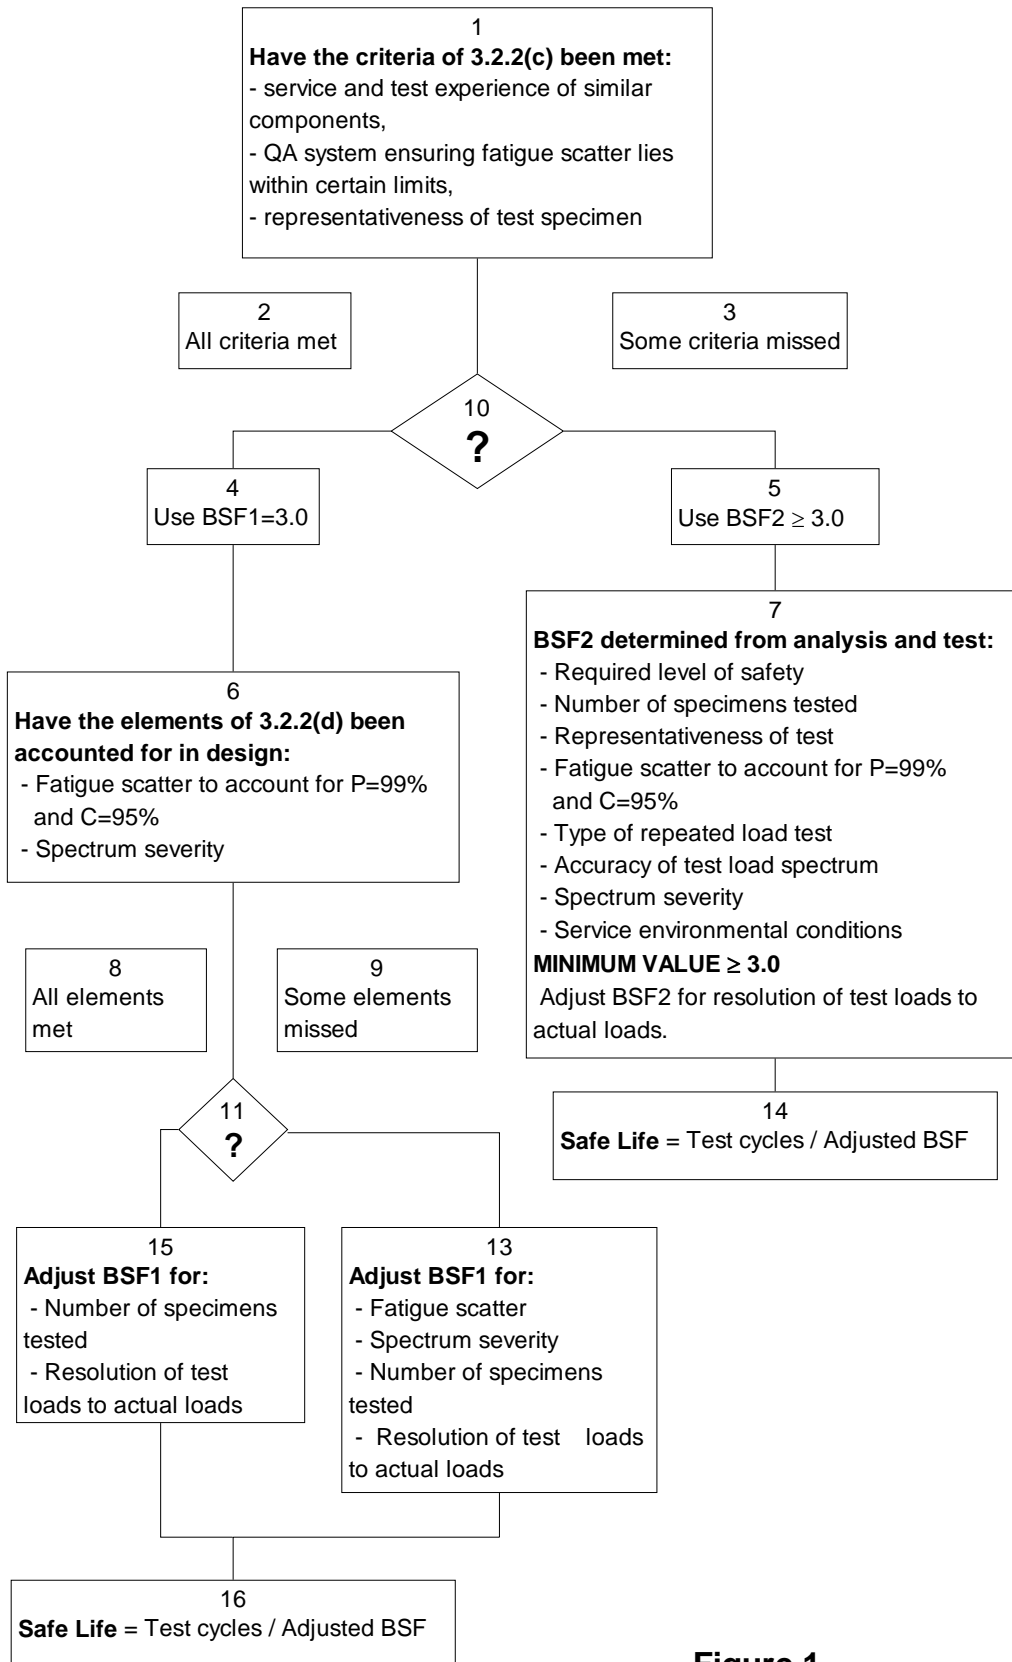 1
Have the criteria of 3.2.2(c) been met:
- service and test experience of similar
components,
- QA system ensuring fatigue scatter lies
within certain limits,
- representativeness of test specimen
2
All criteria met
3
Some criteria missed
10
?
4
Use BSF1=3.0
5
Use BSF2 ≥ 3.0
6
Have the elements of 3.2.2(d) been
accounted for in design:
- Fatigue scatter to account for P=99%
and C=95%
- Spectrum severity
7
BSF2 determined from analysis and test:
- Required level of safety
- Number of specimens tested
- Representativeness of test
- Fatigue scatter to account for P=99%
and C=95%
- Type of repeated load test
- Accuracy of test load spectrum
- Spectrum severity
- Service environmental conditions
MINIMUM VALUE ≥ 3.0
Adjust BSF2 for resolution of test loads to
actual loads.
8
All elements
met
9
Some elements
missed
11
?
14
Safe Life = Test cycles / Adjusted BSF
15
Adjust BSF1 for:
- Number of specimens
tested
- Resolution of test
loads to actual loads
13
Adjust BSF1 for:
- Fatigue scatter
- Spectrum severity
- Number of specimens
tested
- Resolution of test loads
to actual loads
16
Safe Life = Test cycles / Adjusted BSF
Figure 1